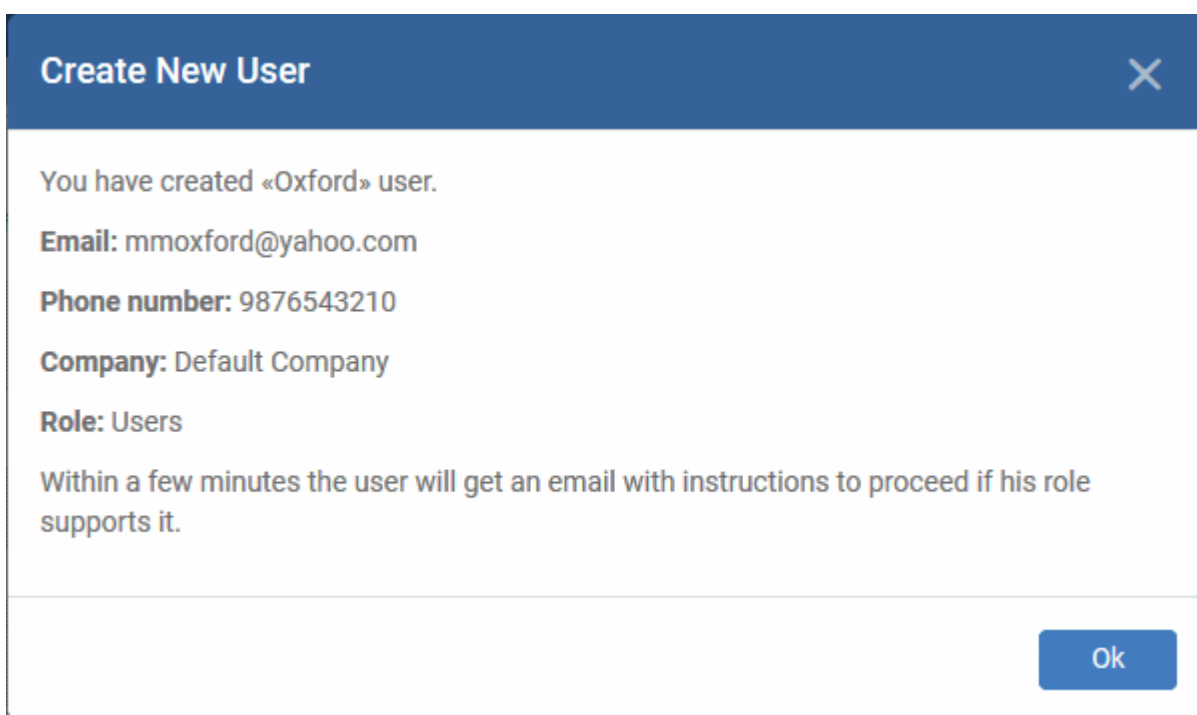 Create New User
You have created «Oxford» user.
Email: mmoxford@yahoo.com
Phone number: 9876543210
Company: Default Company
Role: Users
Within a few minutes the user will get an email with instructions to proceed if his role
supports it.
Ok